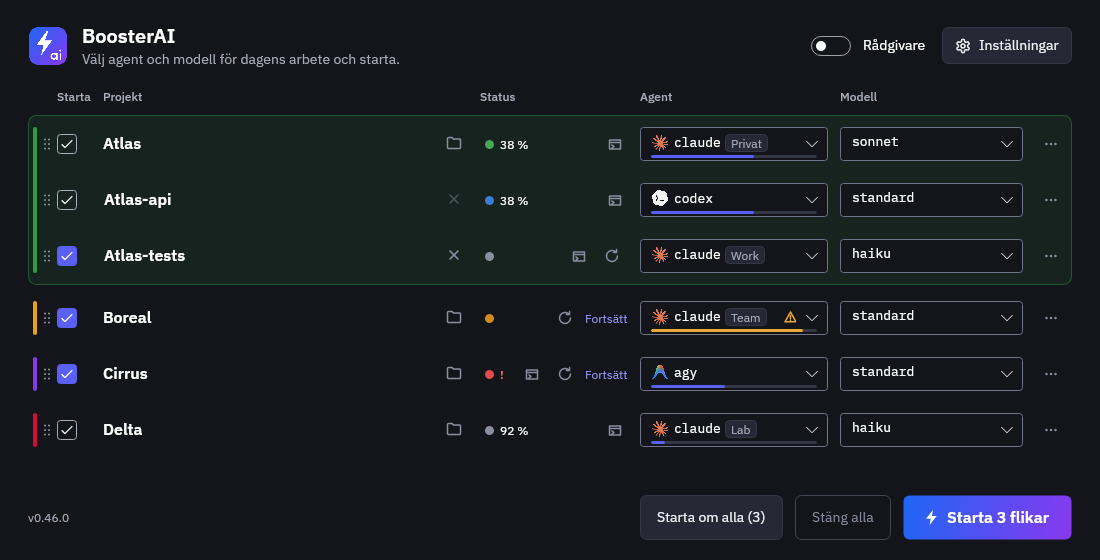 ai
BoosterAI
Välj agent och modell för dagens arbete och starta.
Rådgivare
Inställningar
Starta Projekt Status Agent Modell
Atlas 38 % claude Privat sonnet
Atlas-api 38 % codex standard
Atlas-tests claude Work haiku
Boreal Fortsätt claude Team standard
Cirrus ! Fortsätt agy standard
Delta 92 % claude Lab haiku
v0.46.0
Starta om alla (3)
Stäng alla
Starta 3 flikar